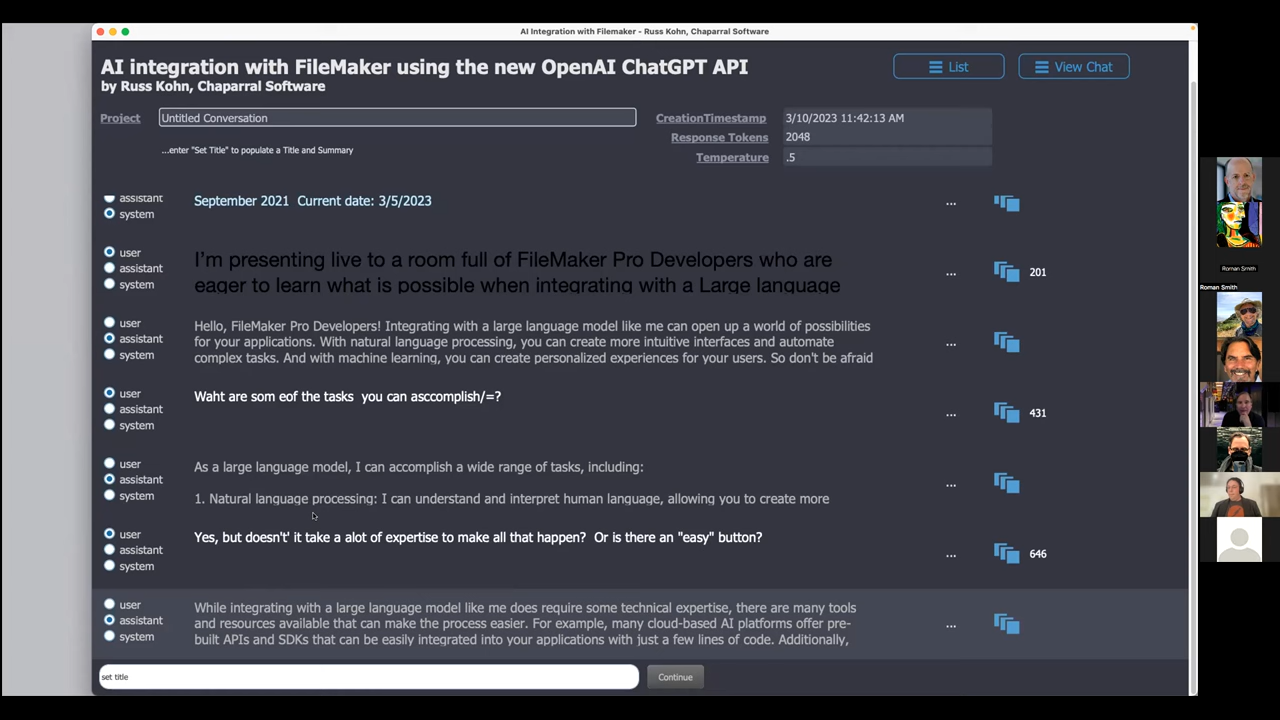 AI Integration with Filemaker - Russ Kohn, Chaparral Software
AI integration with FileMaker using the new OpenAI ChatGPT API
by Russ Kohn, Chaparral Software
List
View Chat
Project
Untitled Conversation
CreationTimestamp
3/10/2023 11:42:13 AM
Response Tokens
2048
...enter "Set Title" to populate a Title and Summary
Temperature
.5
assistant
system
September 2021  Current date: 3/5/2023
...
user
assistant
system
I'm presenting live to a room full of FileMaker Pro Developers who are
eager to learn what is possible when integrating with a Large language
...
201
user
assistant
system
Hello, FileMaker Pro Developers! Integrating with a large language model like me can open up a world of possibilities
for your applications. With natural language processing, you can create more intuitive interfaces and automate
complex tasks. And with machine learning, you can create personalized experiences for your users. So don't be afraid
...
user
assistant
system
Waht are som eof the tasks  you can asccomplish/=?
...
431
user
assistant
system
As a large language model, I can accomplish a wide range of tasks, including:
1. Natural language processing: I can understand and interpret human language, allowing you to create more
...
user
assistant
system
Yes, but doesn't' it take a alot of expertise to make all that happen?  Or is there an "easy" button?
...
646
user
assistant
system
While integrating with a large language model like me does require some technical expertise, there are many tools
and resources available that can make the process easier. For example, many cloud-based AI platforms offer pre-
built APIs and SDKs that can be easily integrated into your applications with just a few lines of code. Additionally,
...
set title
Continue
Roman Smith
Roman Smith